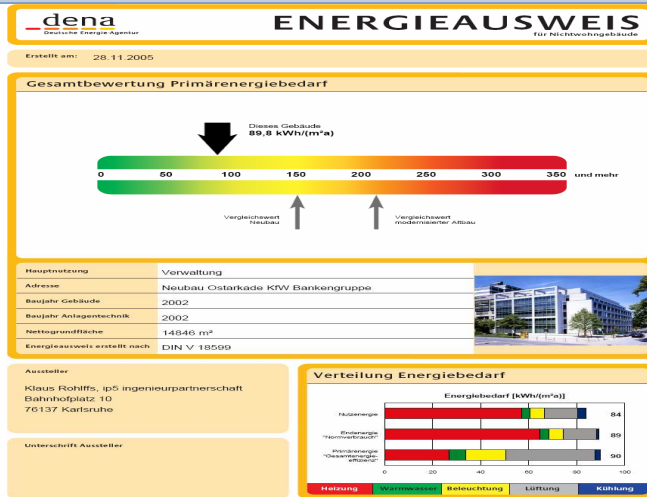 dena
Deutsche Energie-Agentur
ENERGIEAUSWEIS
für Nichtwohngebäude
Erstellt am: 28.11.2005
Gesamtbewertung Primärenergiebedarf
Dieses Gebäude
89,8 kWh/(m²a)
0 50 100 150 200 250 300 350 und mehr
Vergleichswert
Neubau
Vergleichswert
modernisierter Altbau
Hauptnutzung Verwaltung
Adresse Neubau Ostarkade KfW Bankengruppe
Baujahr Gebäude 2002
Baujahr Anlagentechnik 2002
Nettogrundfläche 14846 m²
Energieausweis erstellt nach DIN V 18599
Aussteller
Klaus Rohlffs, ip5 ingenieurpartnerschaft
Bahnhofplatz 10
76137 Karlsruhe
Unterschrift Aussteller
Verteilung Energiebedarf
Energiebedarf [kWh/(m²a)]
Nutzenergie 84
Endenergie
"Normverbrauch" 89
Primärenergie
"Gesamtenergie-
effizienz" 90
0 20 40 60 80 100
Heizung Warmwasser Beleuchtung Lüftung Kühlung